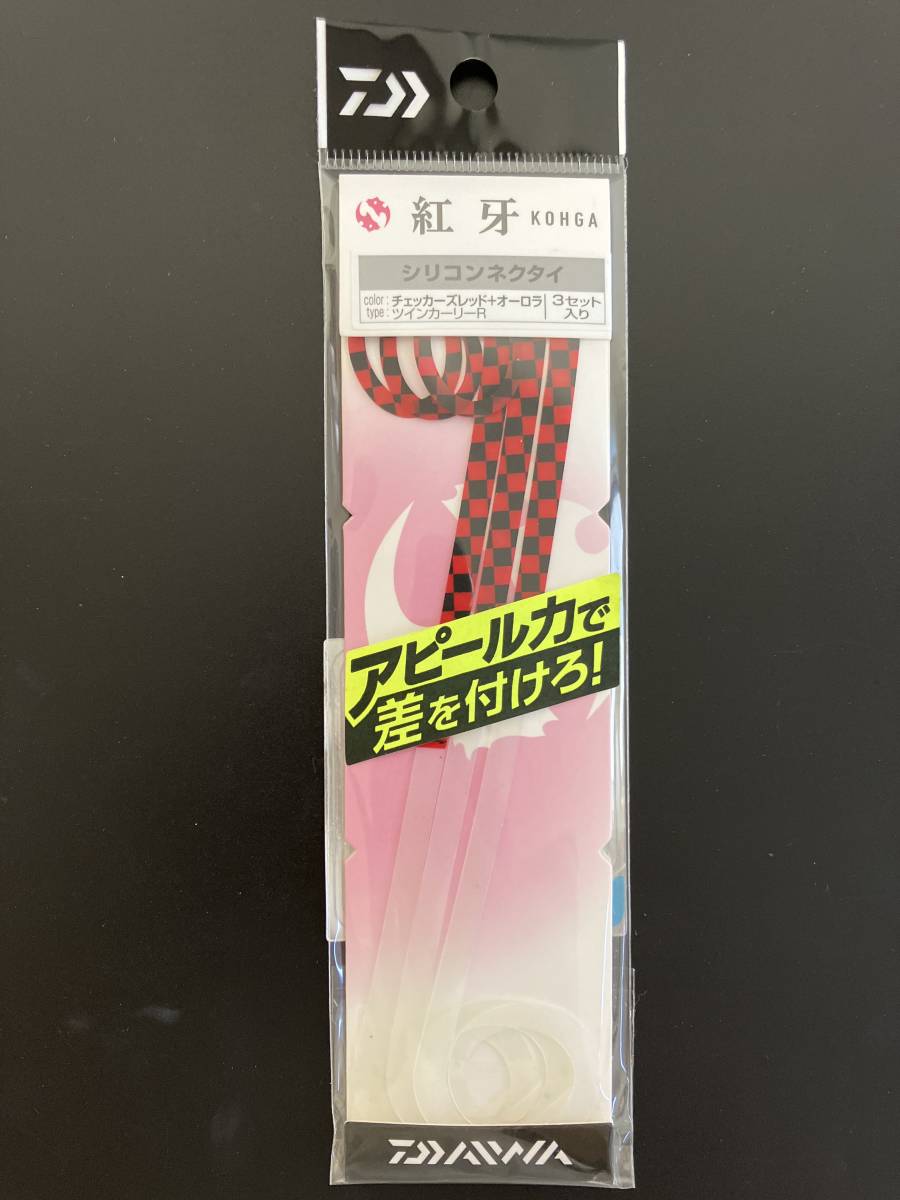 紅牙 KOHGA
シリコンネクタイ
color: チェッカーズレッド+オーロラ
type: ツインカーリーR
3セット
入り
アピール力で
差を付けろ!
DAIWA